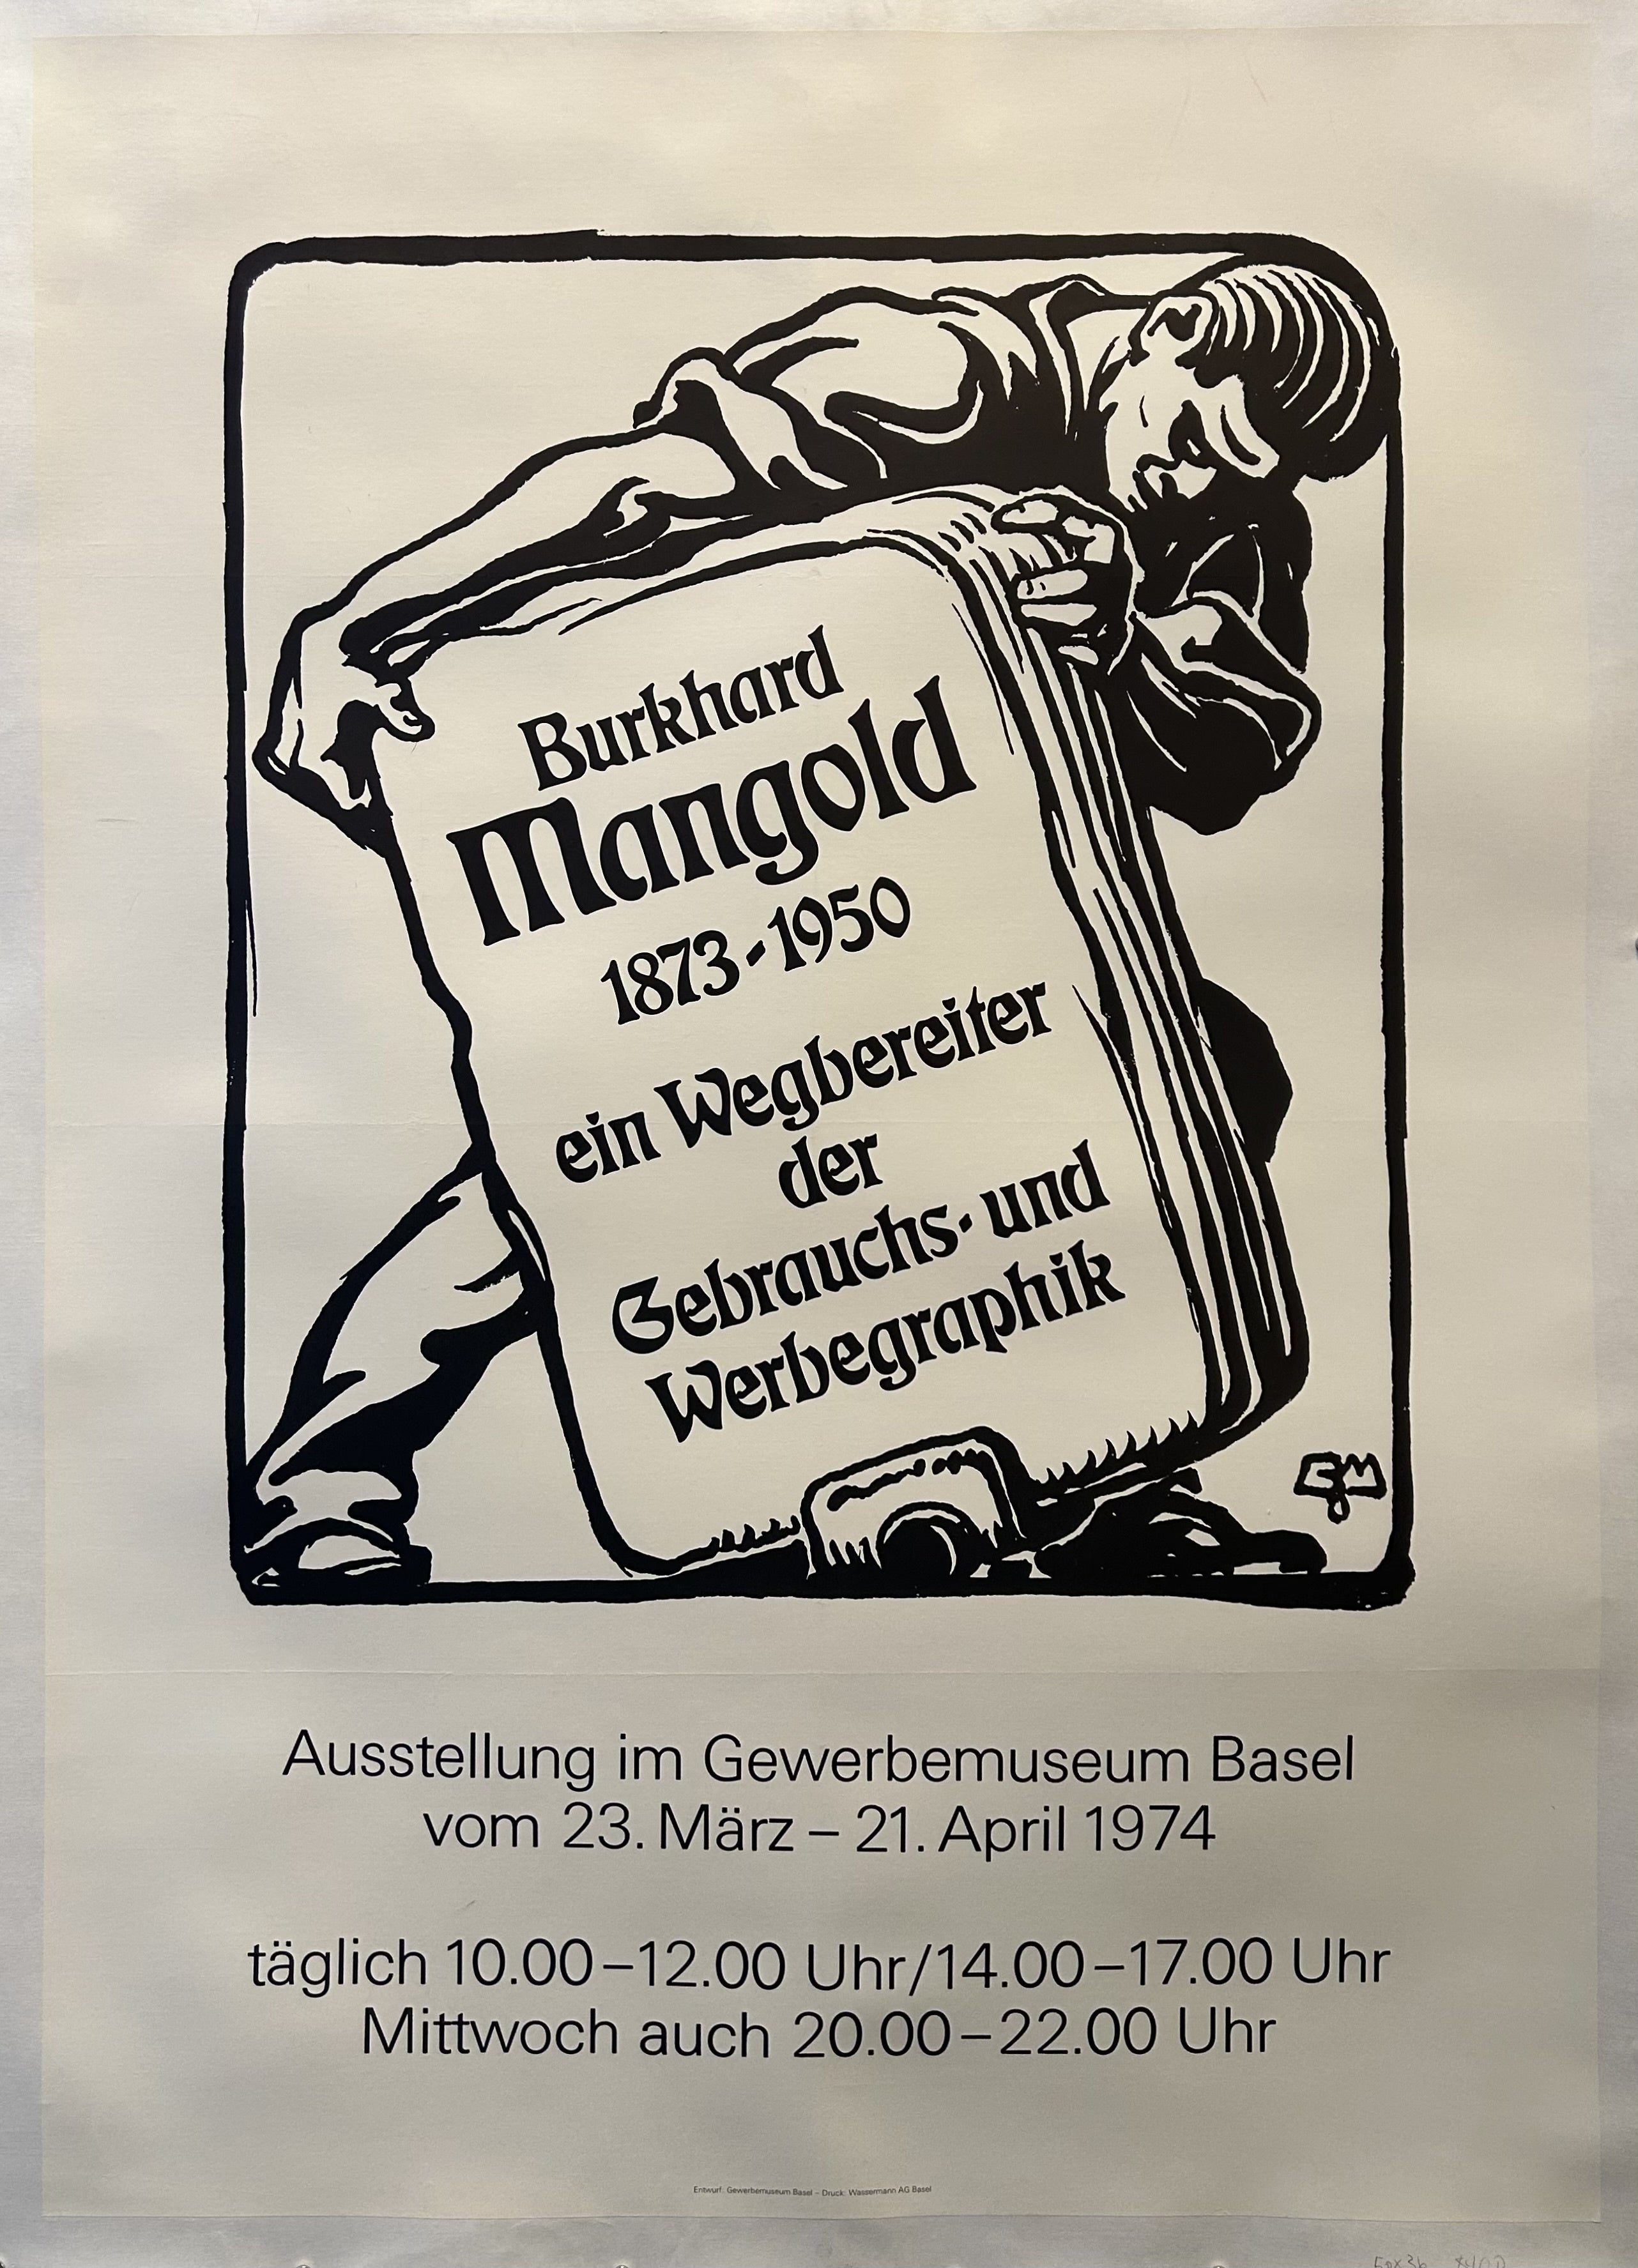 Burkhard
Mangold
1873-1950
ein Wegbereiter
der
Gebrauchs- und
Werbegraphik
Ausstellung im Gewerbemuseum Basel
vom 23. März – 21. April 1974
täglich 10.00–12.00 Uhr/14.00–17.00 Uhr
Mittwoch auch 20.00–22.00 Uhr
Entwurf: Gewerbemuseum Basel – Druck: Wassermann AG Basel